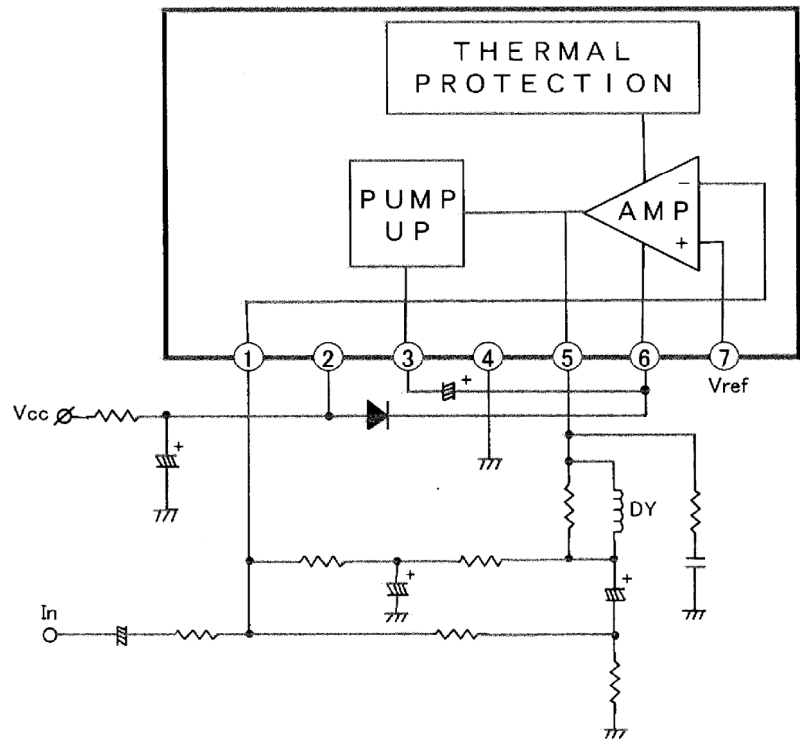 THERMAL
PROTECTION
PUMP
UP
AMP
−
+
1
2
3
4
5
6
7
Vref
+
Vcc
+
DY
+
+
In